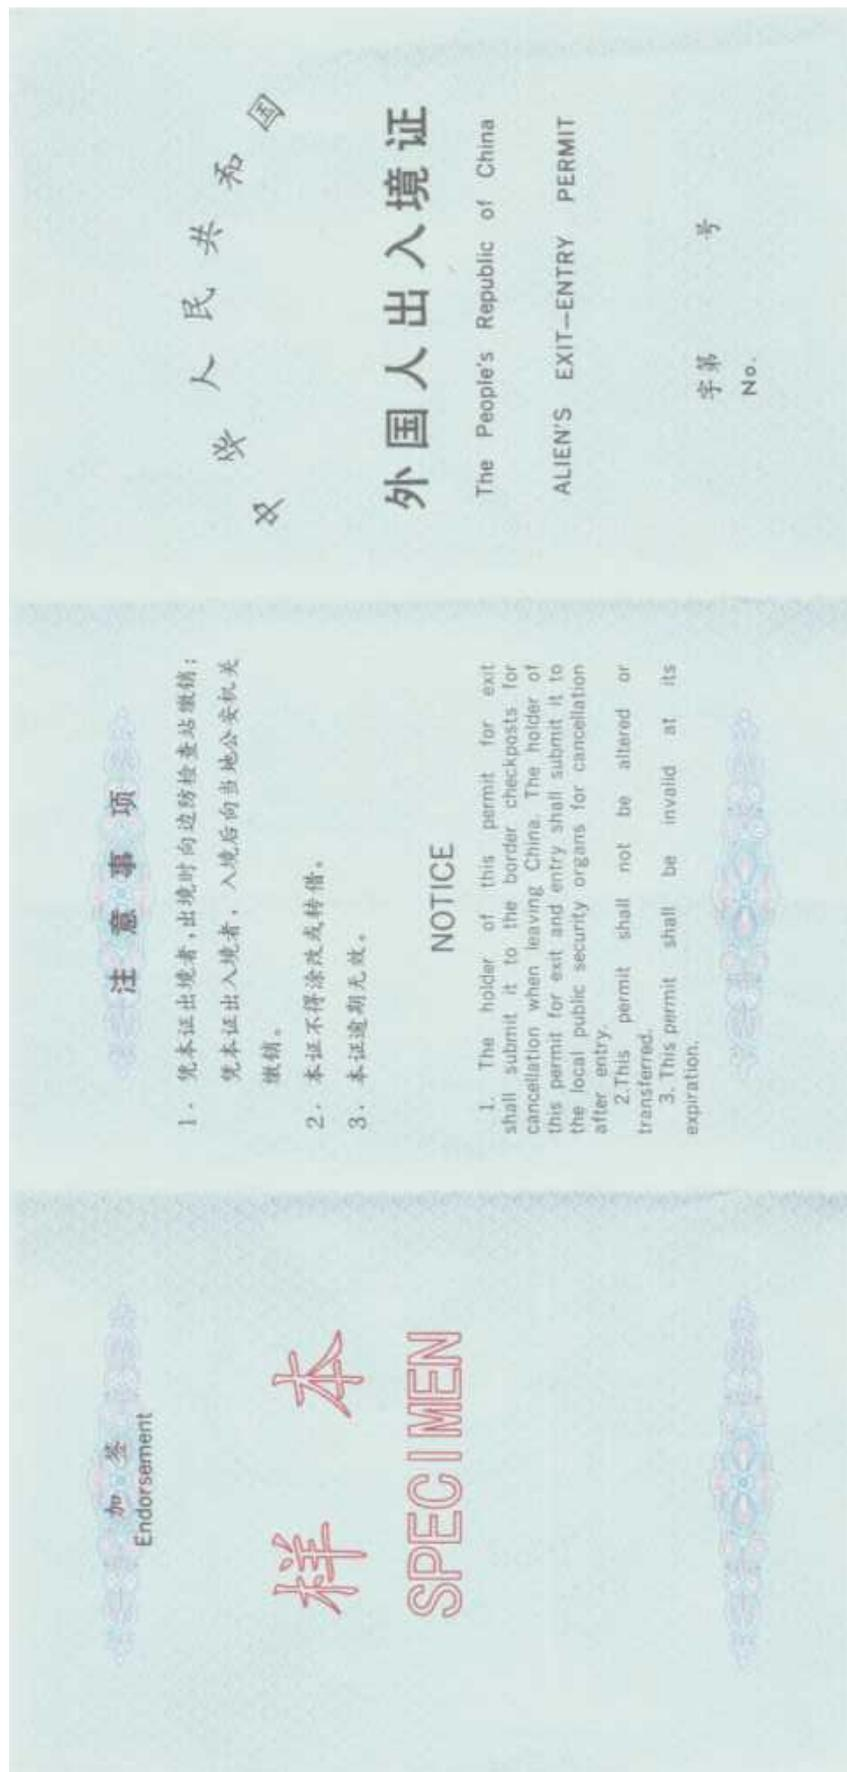 加 签
Endorsement
样 本
SPECIMEN
注 意 事 项
1. 凭本证出境者,出境时向边防检查站缴销;
凭本证出入境者,入境后向当地公安机关
缴销。
2. 本证不得涂改或转借。
3. 本证逾期无效。
NOTICE
1. The holder of this permit for exit
shall submit it to the border checkposts for
cancellation when leaving China. The holder of
this permit for exit and entry shall submit it to
the local public security organs for cancellation
after entry.
2.This permit shall not be altered or
transferred.
3. This permit shall be invalid at its
expiration.
中华人民共和国
外国人出入境证
The People's Republic of China
ALIEN'S EXIT—ENTRY PERMIT
字第 号
No.